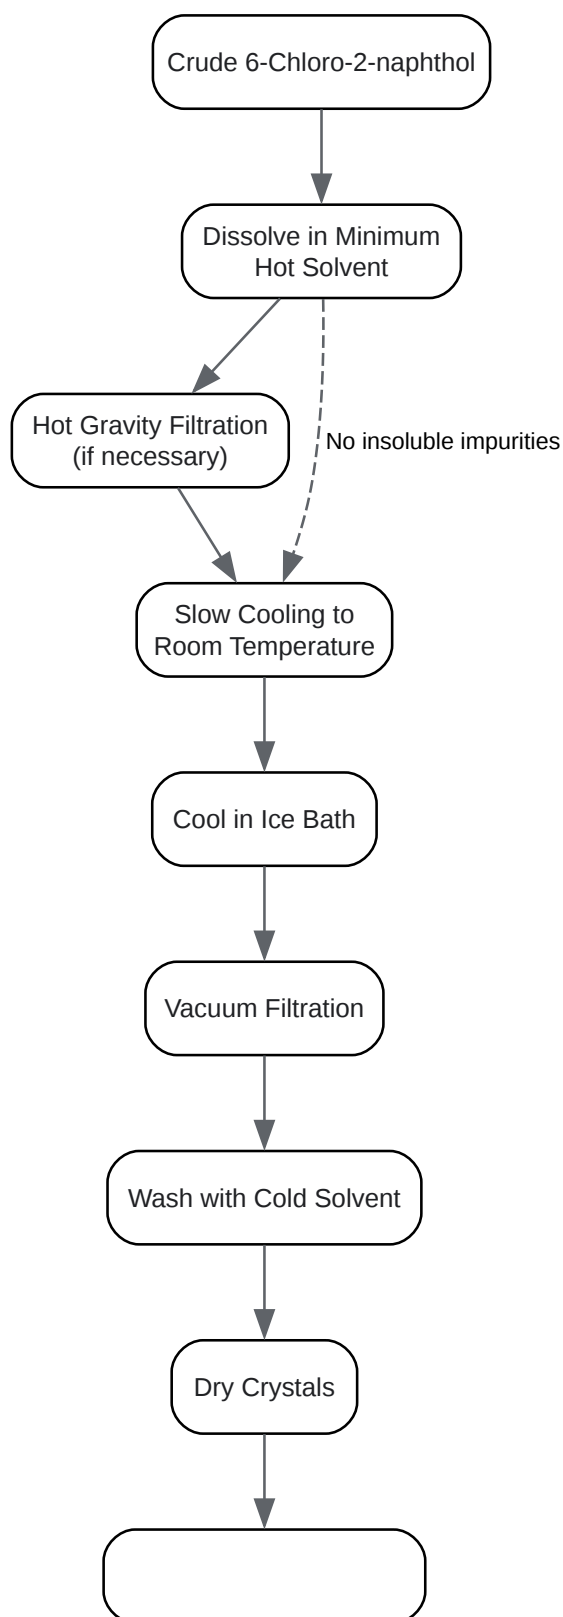 Crude 6-Chloro-2-naphthol
Dissolve in Minimum
Hot Solvent
Hot Gravity Filtration
(if necessary)
No insoluble impurities
Slow Cooling to
Room Temperature
Cool in Ice Bath
Vacuum Filtration
Wash with Cold Solvent
Dry Crystals